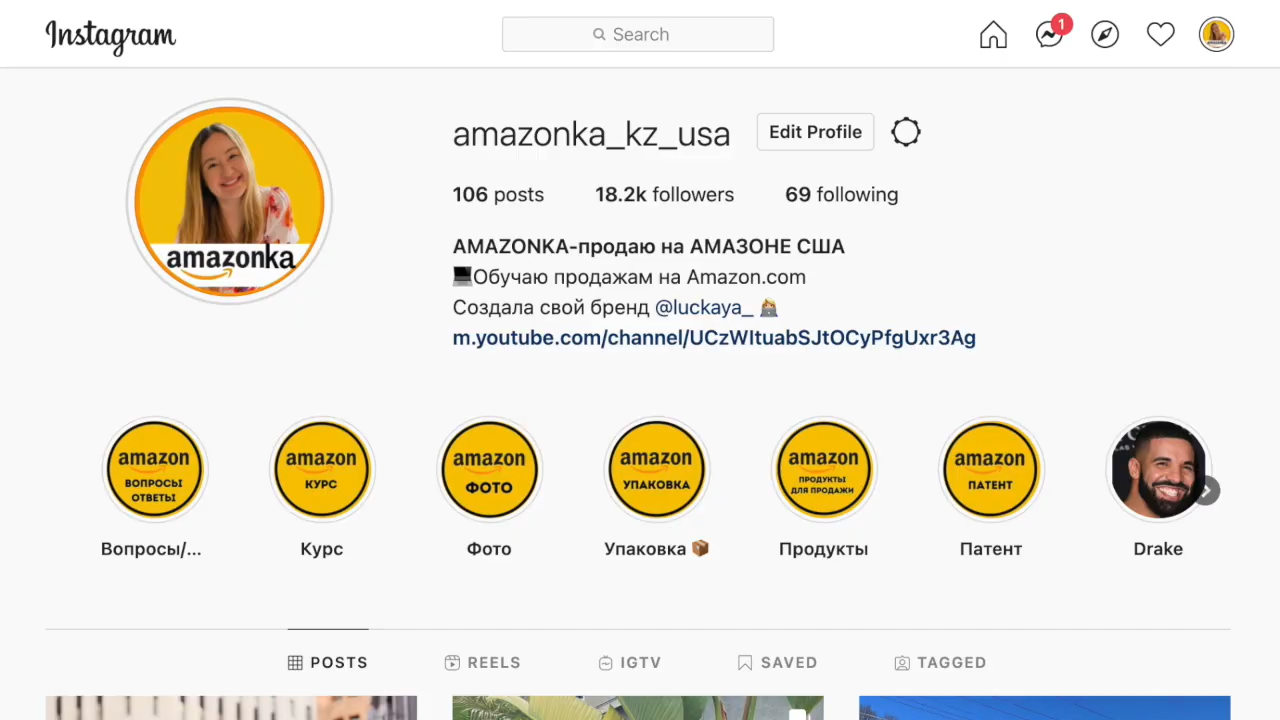 Instagram
Search
1
amazonka_kz_usa
Edit Profile
106 posts 18.2k followers 69 following
AMAZONKA-продаю на АМАЗОНЕ США
Обучаю продажам на Amazon.com
Создала свой бренд @luckaya_
m.youtube.com/channel/UCzWItuabSJtOCyPfgUxr3Ag
amazonka
amazon
ВОПРОСЫ
ОТВЕТЫ
amazon
КУРС
amazon
ФОТО
amazon
УПАКОВКА
amazon
ПРОДУКТЫ
ДЛЯ ПРОДАЖИ
amazon
ПАТЕНТ
Вопросы/... Курс Фото Упаковка Продукты Патент Drake
POSTS REELS IGTV SAVED TAGGED